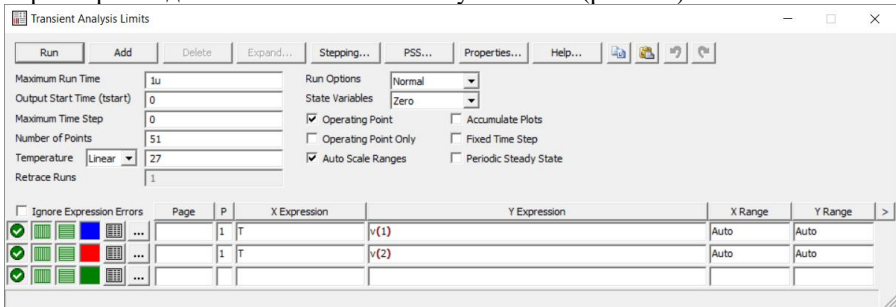 Transient Analysis Limits
Run Add Delete Expand... Stepping... PSS... Properties... Help...
Maximum Run Time 1u Run Options Normal
Output Start Time (tstart) 0 State Variables Zero
Maximum Time Step 0 Operating Point Accumulate Plots
Number of Points 51 Operating Point Only Fixed Time Step
Temperature Linear 27 Auto Scale Ranges Periodic Steady State
Retrace Runs 1
Ignore Expression Errors Page P X Expression Y Expression X Range Y Range >
... 1 T v(1) Auto Auto
... 1 T v(2) Auto Auto
...